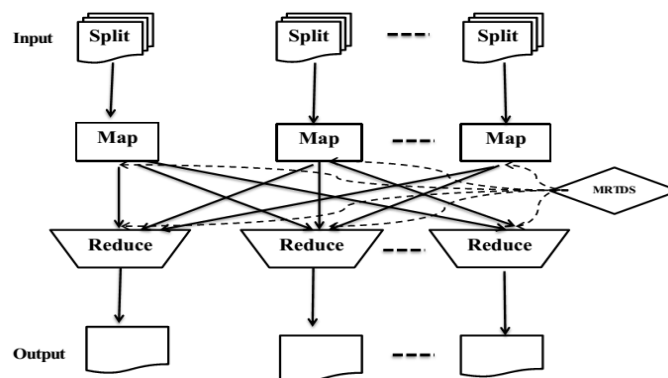 Input Split Split Split
Map Map Map
MRTDS
Reduce Reduce Reduce
Output